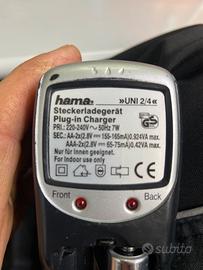 hama® »UNI 2/4«
Steckerladegerät
Plug-in Charger
PRI.: 220-240V ~ 50Hz 7W
SEC.: AA-2x(2.8V ⎓ 155-165mA)0.924VA max.
AAA-2x(2.8V ⎓ 65-75mA)0.42VA max.
Nur für Innen geeignet.
For Indoor use only
Front
Back
subito